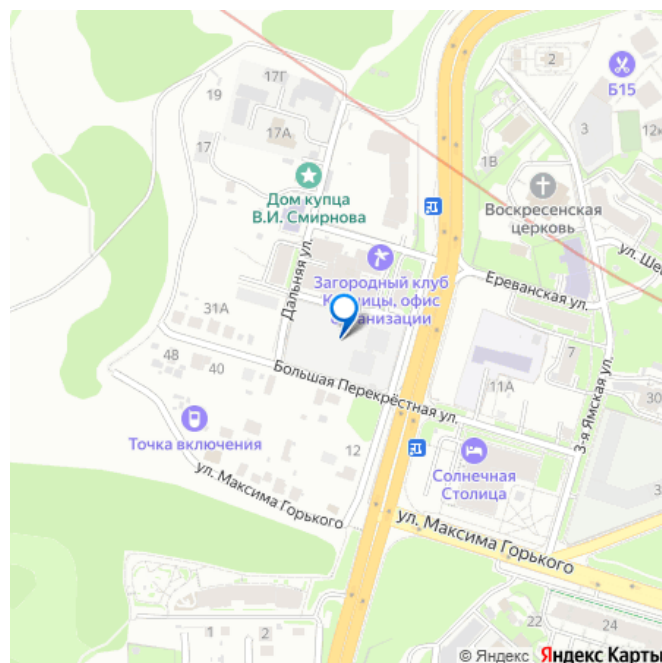 2
Б15
17Г
19
3
12к
17А
17
1В
Дом купца
В.И. Смирнова
Воскресенская
церковь
Дальняя ул.
ул. Ше
Загородный клуб
Ереванская ул.
31А
48
40
7
11А
Большая Перекрёстная ул.
3-я Ямская ул.
30
Точка включения
12
Солнечная
Столица
ул. Максима Горького
ул. Максима Горького
1
2
22
24
© Яндекс Яндекс Карты